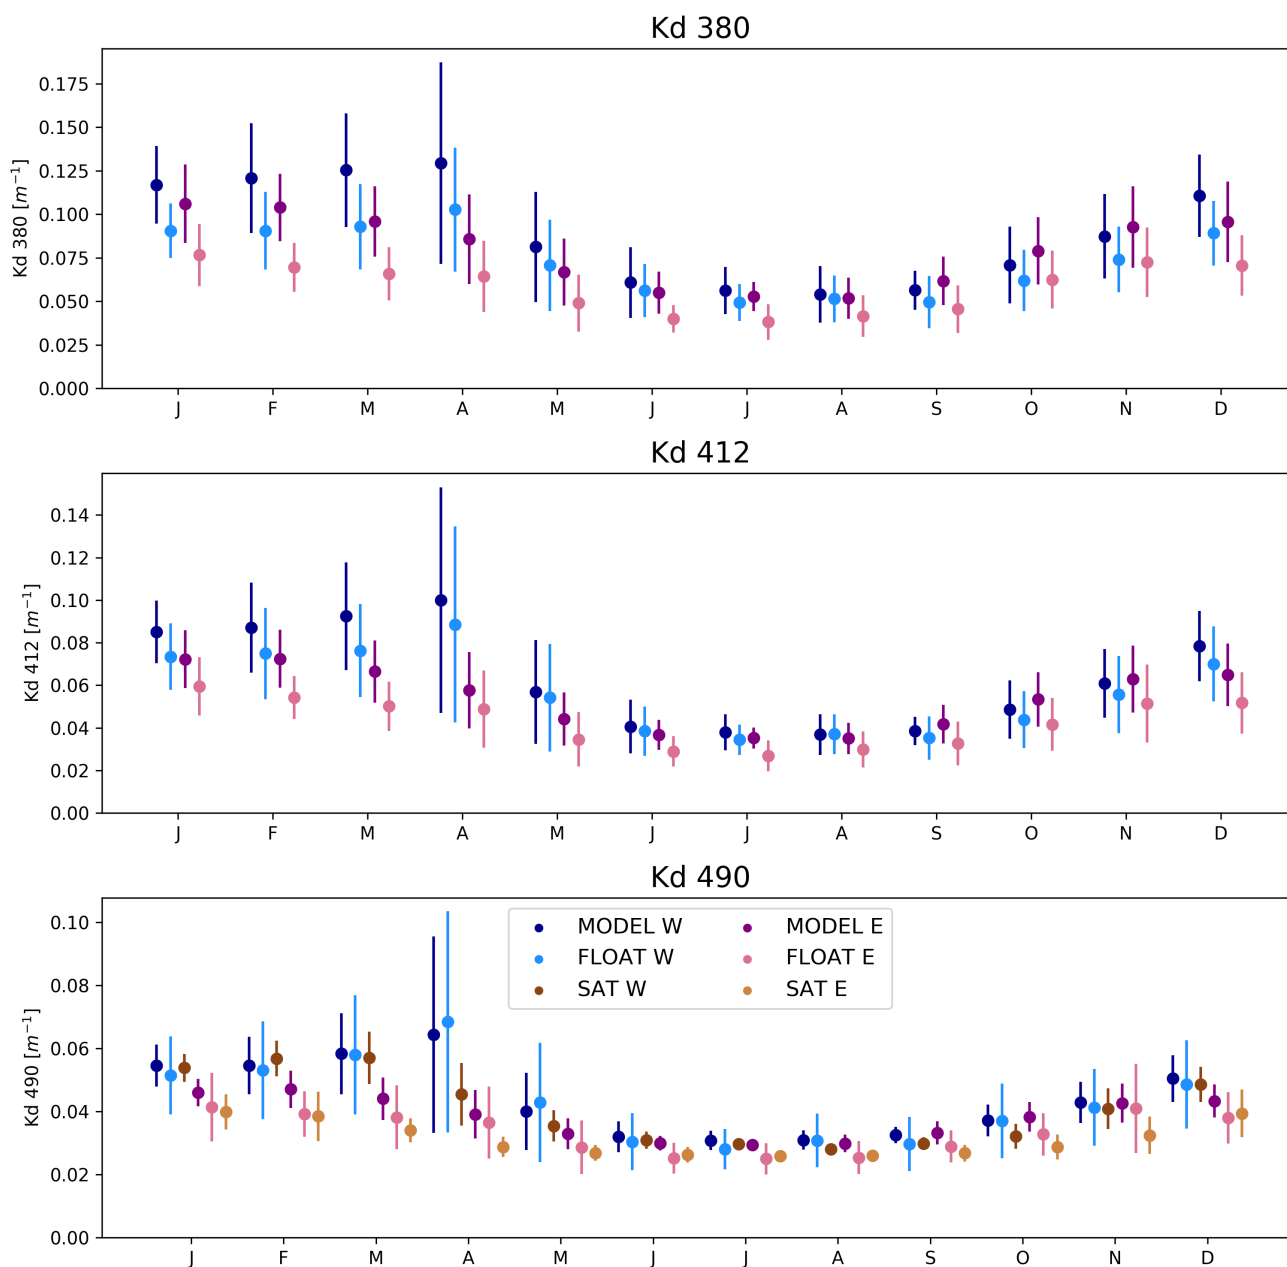 Kd 380
Kd 380 [m⁻¹]
0.175
0.150
0.125
0.100
0.075
0.050
0.025
0.000
J F M A M J J A S O N D
Kd 412
Kd 412 [m⁻¹]
0.14
0.12
0.10
0.08
0.06
0.04
0.02
0.00
J F M A M J J A S O N D
Kd 490
Kd 490 [m⁻¹]
0.10
0.08
0.06
0.04
0.02
0.00
MODEL W MODEL E
FLOAT W FLOAT E
SAT W SAT E
J F M A M J J A S O N D